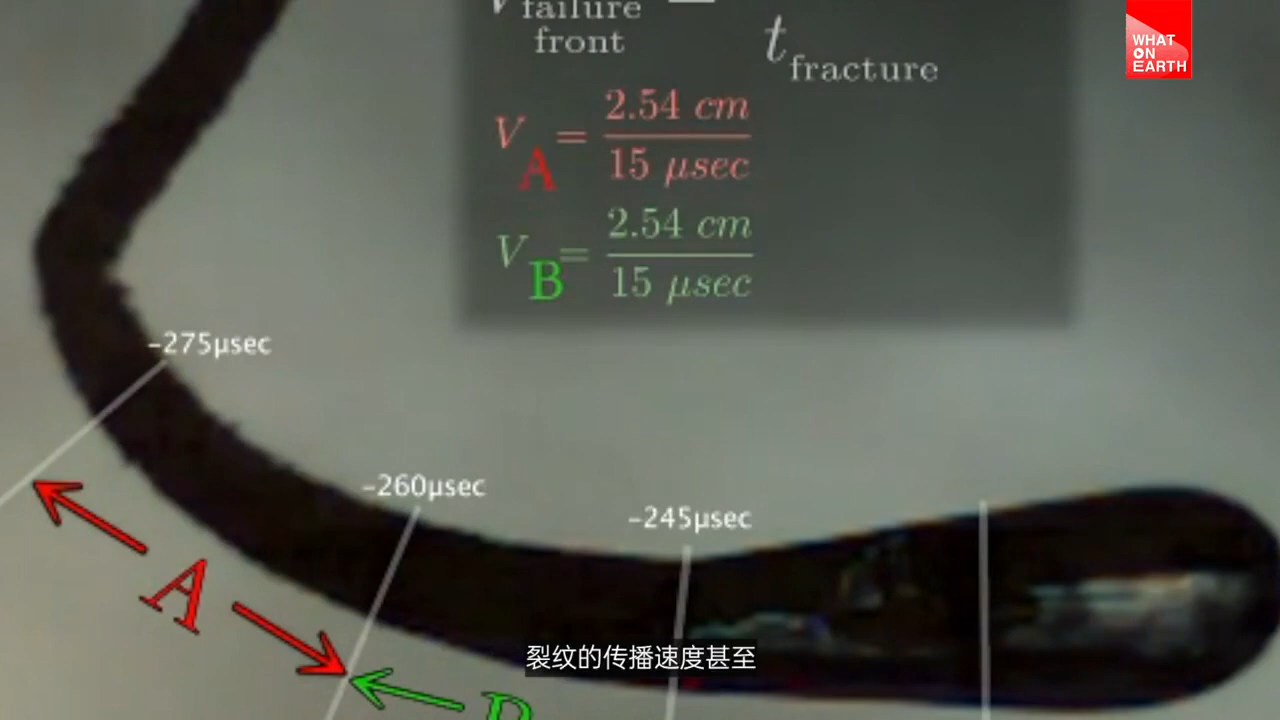 V failure front =
t fracture
WHAT
ON
EARTH
V A = 2.54 cm / 15 μsec
V B = 2.54 cm / 15 μsec
-275μsec
-260μsec
-245μsec
A
B
裂纹的传播速度甚至